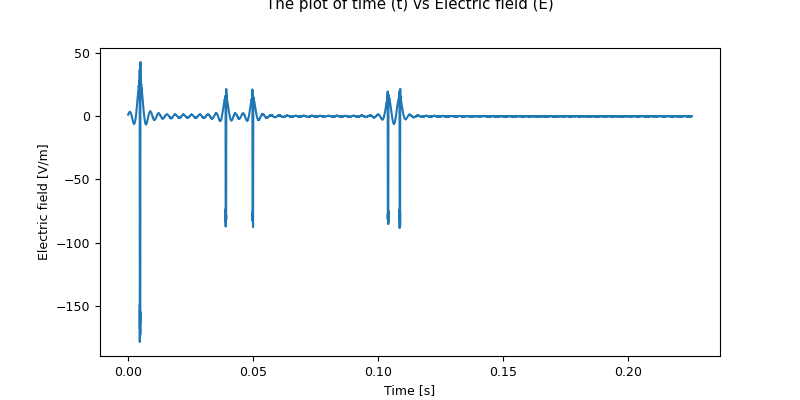 The plot of time (t) vs Electric field (E)
50
0
−50
−100
−150
Electric field [V/m]
0.00 0.05 0.10 0.15 0.20
Time [s]